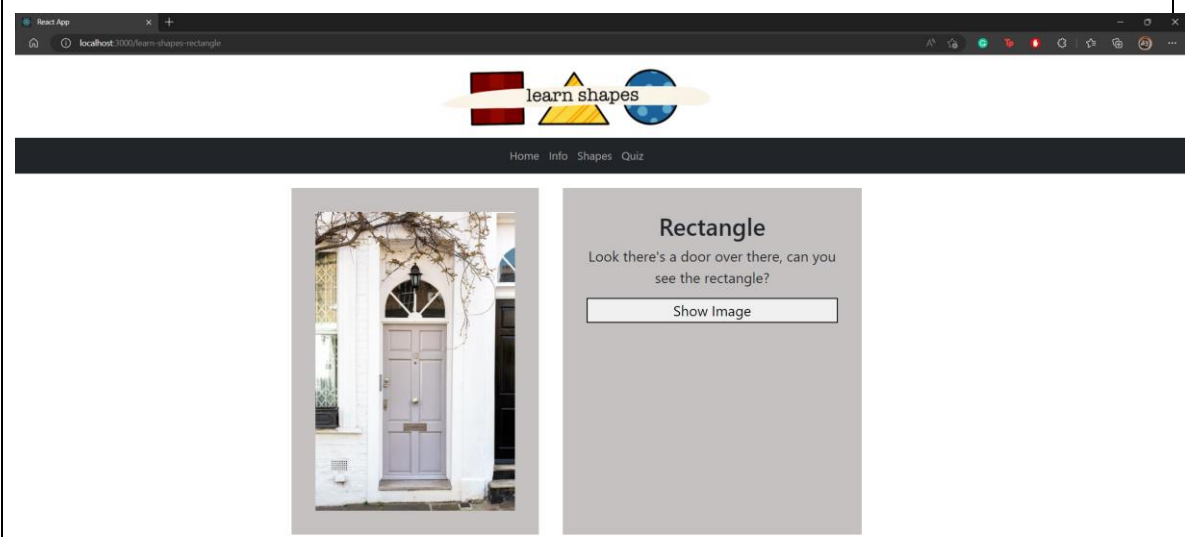 React App
localhost:3000/learn-shapes-rectangle
learn shapes
Home Info Shapes Quiz
Rectangle
Look there's a door over there, can you
see the rectangle?
Show Image